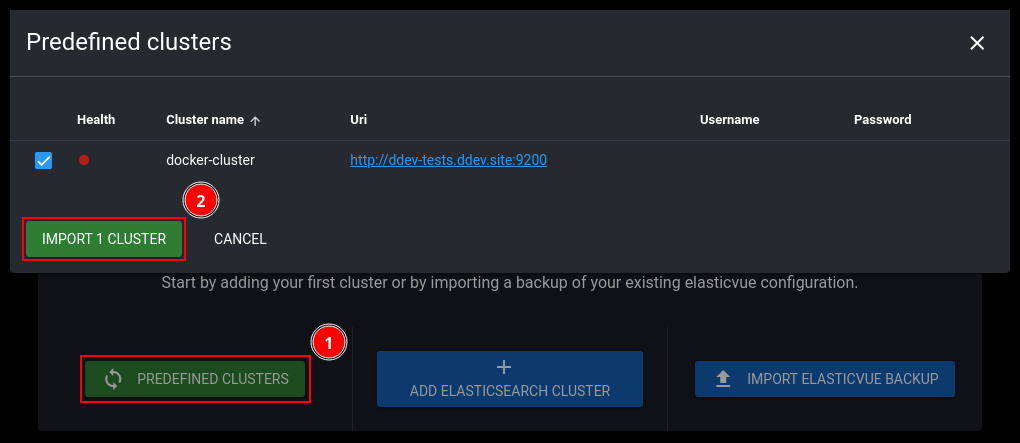 Predefined clusters
Health Cluster name Uri Username Password
docker-cluster http://ddev-tests.ddev.site:9200
2
IMPORT 1 CLUSTER CANCEL
Start by adding your first cluster or by importing a backup of your existing elasticvue configuration.
1
PREDEFINED CLUSTERS
ADD ELASTICSEARCH CLUSTER
IMPORT ELASTICVUE BACKUP